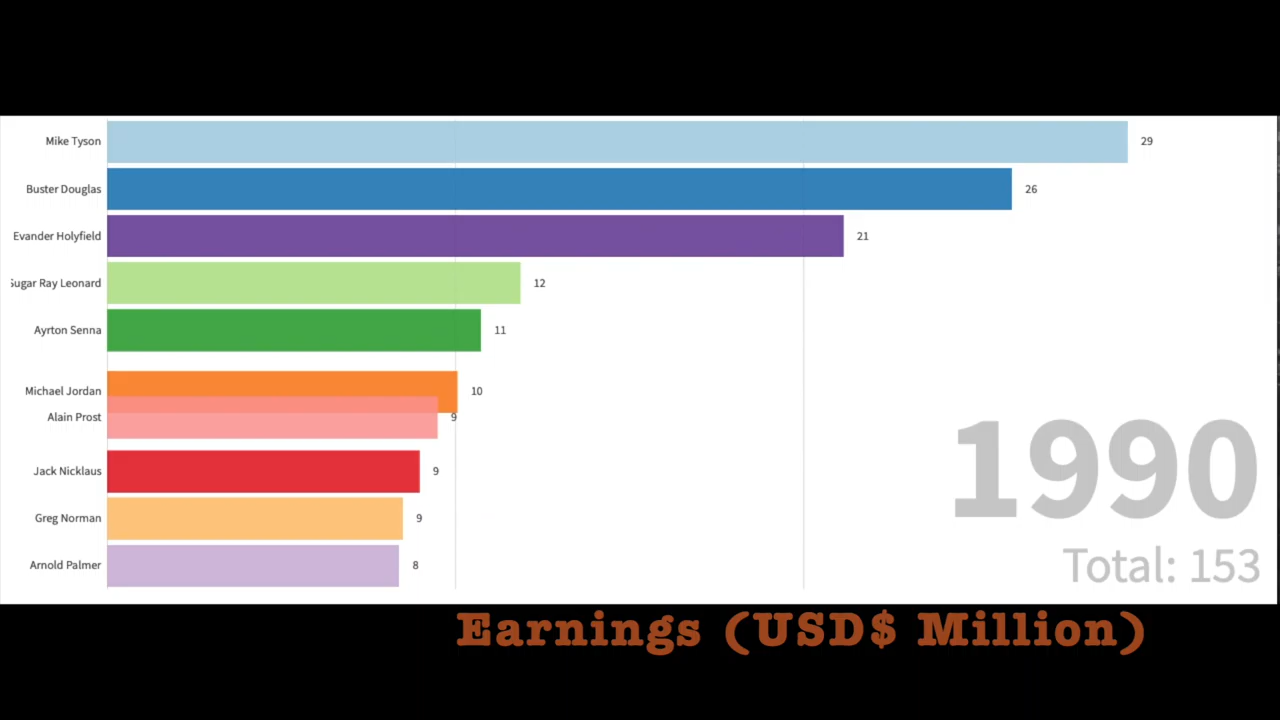 Mike Tyson 29
Buster Douglas 26
Evander Holyfield 21
Sugar Ray Leonard 12
Ayrton Senna 11
Michael Jordan 10
Alain Prost 9
Jack Nicklaus 9
Greg Norman 9
Arnold Palmer 8
1990
Total: 153
Earnings (USD$ Million)